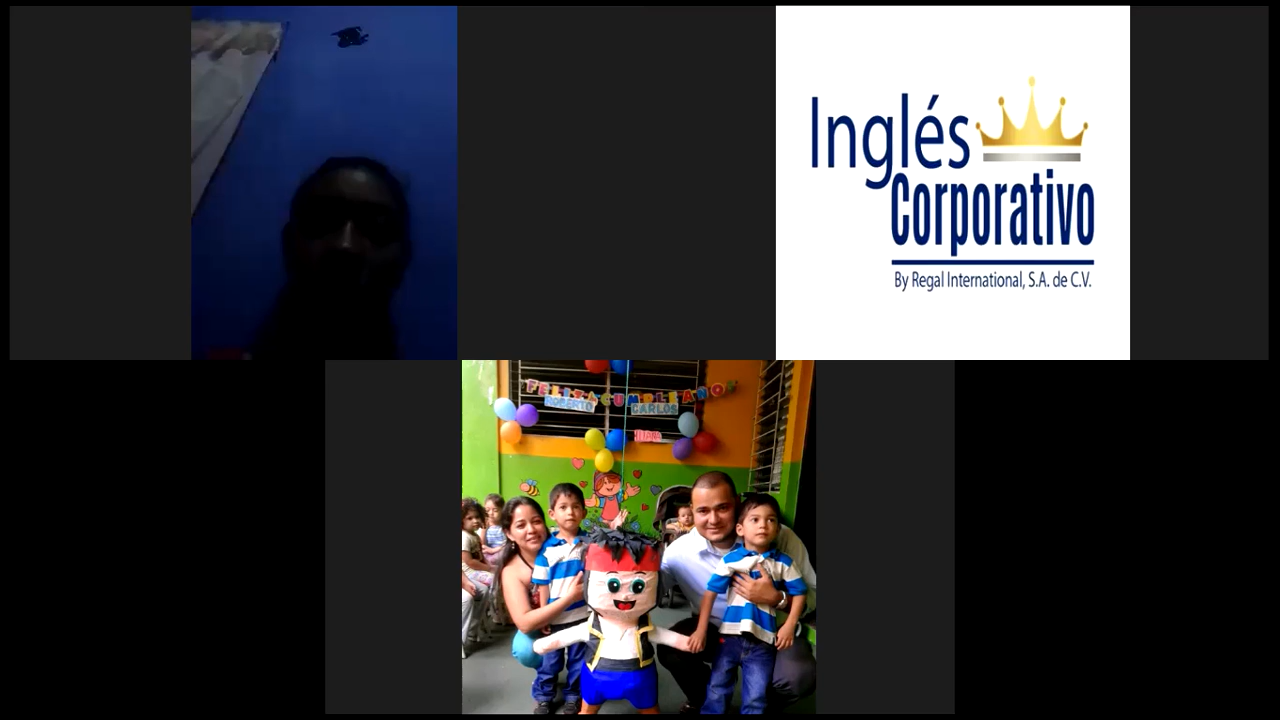 Inglés
Corporativo
By Regal International, S.A. de C.V.
FELIZ CUMPLEAÑOS
ROBERTO CARLOS